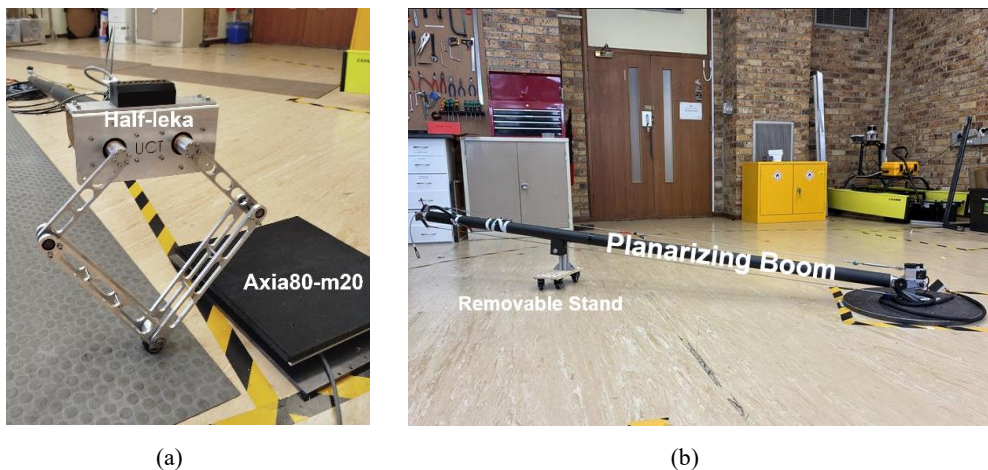 Half-leka
UCT
Axia80-m20
Planarizing Boom
Removable Stand
(a)
(b)